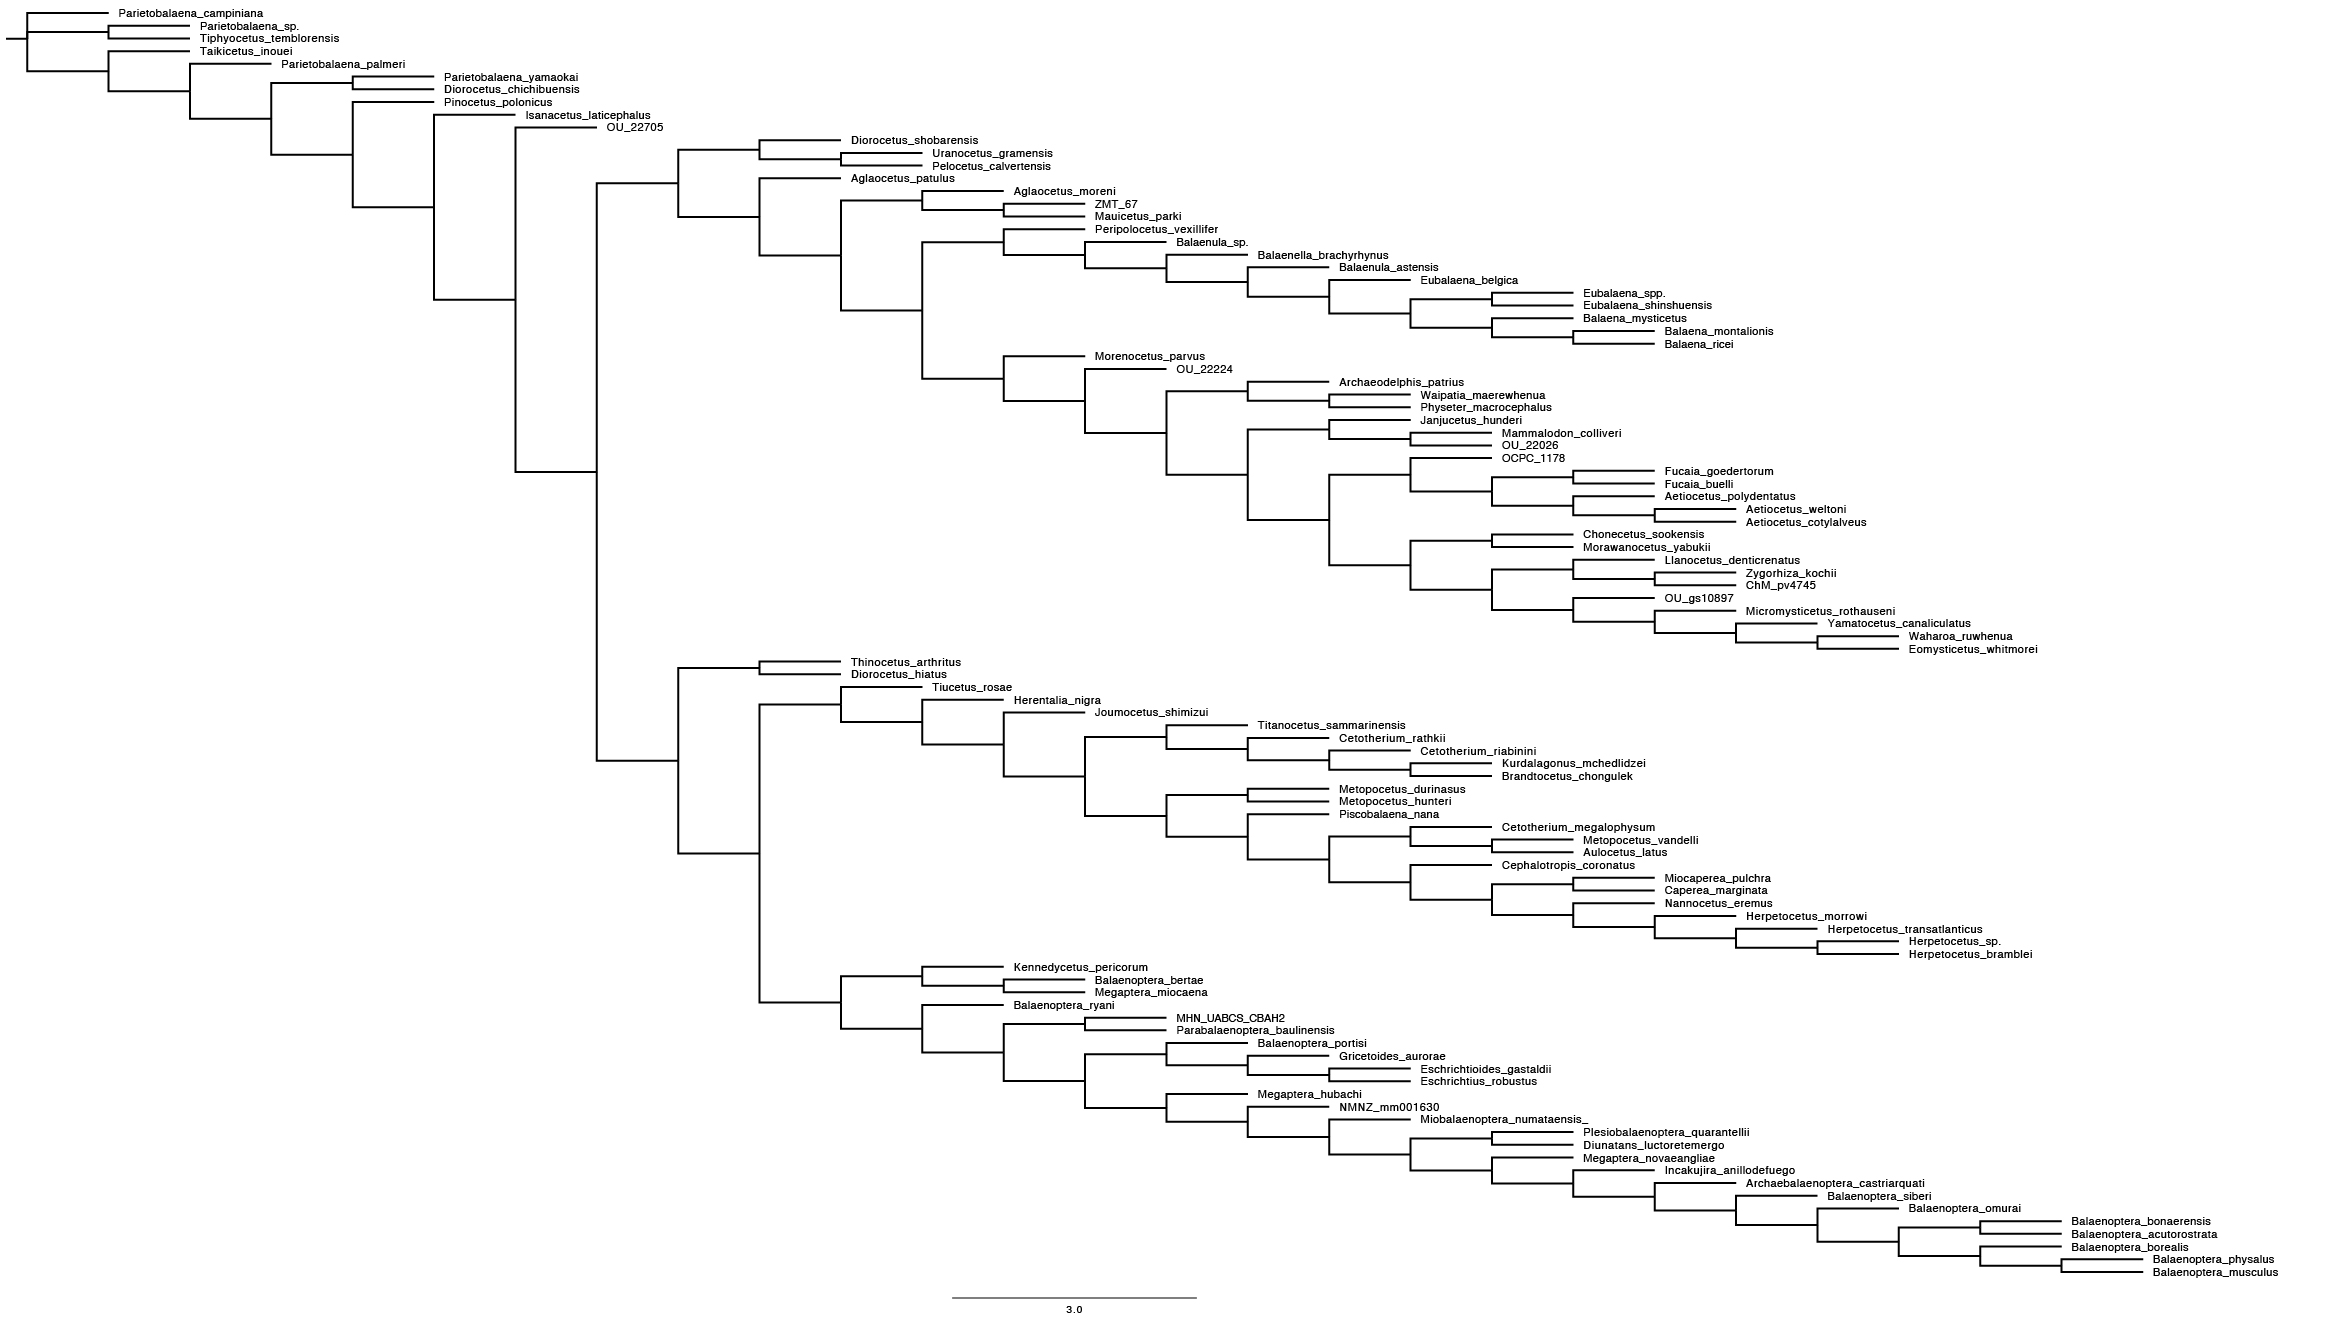 Parietobalaena_campiniana
Parietobalaena_sp.
Tiphyocetus_temblorensis
Taikicetus_inouei
Parietobalaena_palmeri
Parietobalaena_yamaokai
Diorocetus_chichibuensis
Pinocetus_polonicus
Isanacetus_laticephalus
OU_22705
Diorocetus_shobarensis
Uranocetus_gramensis
Pelocetus_calvertensis
Aglaocetus_patulus
Aglaocetus_moreni
ZMT_67
Mauicetus_parki
Peripolocetus_vexillifer
Balaenula_sp.
Balaenella_brachyrhynus
Balaenula_astensis
Eubalaena_belgica
Eubalaena_spp.
Eubalaena_shinshuensis
Balaena_mysticetus
Balaena_montalionis
Balaena_ricei
Morenocetus_parvus
OU_22224
Archaeodelphis_patrius
Waipatia_maerewhenua
Physeter_macrocephalus
Janjucetus_hunderi
Mammalodon_colliveri
OU_22026
OCPC_1178
Fucaia_goedertorum
Fucaia_buelli
Aetiocetus_polydentatus
Aetiocetus_weltoni
Aetiocetus_cotylalveus
Chonecetus_sookensis
Morawanocetus_yabukii
Llanocetus_denticrenatus
Zygorhiza_kochii
ChM_pv4745
OU_gs10897
Micromysticetus_rothauseni
Yamatocetus_canaliculatus
Waharoa_ruwhenua
Eomysticetus_whitmorei
Thinocetus_arthritus
Diorocetus_hiatus
Tiucetus_rosae
Herentalia_nigra
Joumocetus_shimizui
Titanocetus_sammarinensis
Cetotherium_rathkii
Cetotherium_riabinini
Kurdalagonus_mchedlidzei
Brandtocetus_chongulek
Metopocetus_durinasus
Metopocetus_hunteri
Piscobalaena_nana
Cetotherium_megalophysum
Metopocetus_vandelli
Aulocetus_latus
Cephalotropis_coronatus
Miocaperea_pulchra
Caperea_marginata
Nannocetus_eremus
Herpetocetus_morrowi
Herpetocetus_transatlanticus
Herpetocetus_sp.
Herpetocetus_bramblei
Kennedycetus_pericorum
Balaenoptera_bertae
Megaptera_miocaena
Balaenoptera_ryani
MHN_UABCS_CBAH2
Parabalaenoptera_baulinensis
Balaenoptera_portisi
Gricetoides_aurorae
Eschrichtioides_gastaldii
Eschrichtius_robustus
Megaptera_hubachi
NMNZ_mm001630
Miobalaenoptera_numataensis_
Plesiobalaenoptera_quarantellii
Diunatans_luctoretemergo
Megaptera_novaeangliae
Incakujira_anillodefuego
Archaebalaenoptera_castriarquati
Balaenoptera_siberi
Balaenoptera_omurai
Balaenoptera_bonaerensis
Balaenoptera_acutorostrata
Balaenoptera_borealis
Balaenoptera_physalus
Balaenoptera_musculus
3.0